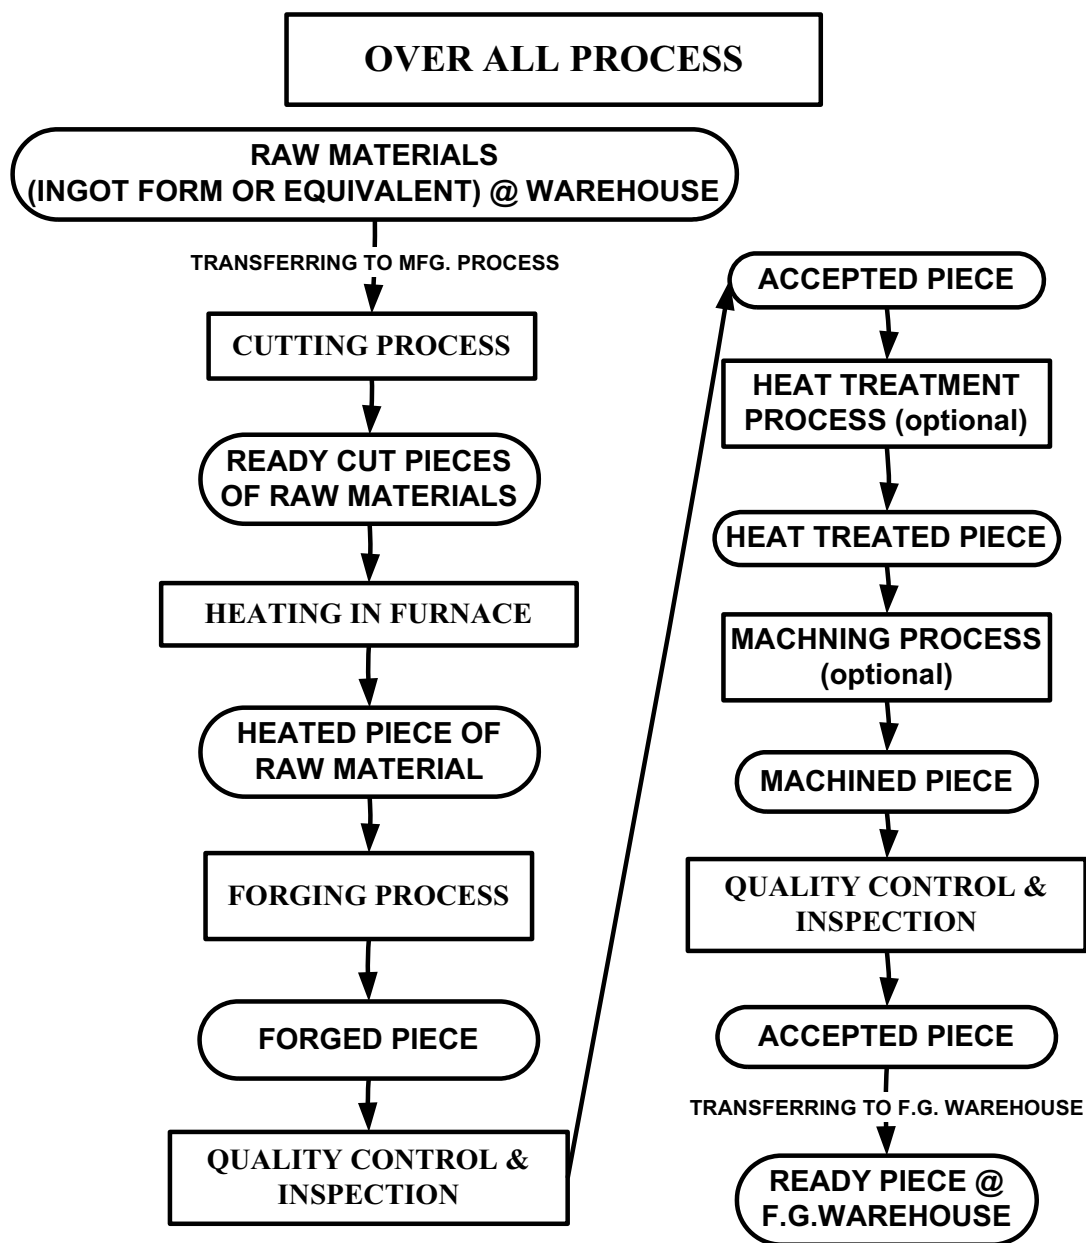 OVER ALL PROCESS
RAW MATERIALS
(INGOT FORM OR EQUIVALENT) @ WAREHOUSE
TRANSFERRING TO MFG. PROCESS
CUTTING PROCESS
READY CUT PIECES
OF RAW MATERIALS
HEATING IN FURNACE
HEATED PIECE OF
RAW MATERIAL
FORGING PROCESS
FORGED PIECE
QUALITY CONTROL &
INSPECTION
ACCEPTED PIECE
HEAT TREATMENT
PROCESS (optional)
HEAT TREATED PIECE
MACHNING PROCESS
(optional)
MACHINED PIECE
QUALITY CONTROL &
INSPECTION
ACCEPTED PIECE
TRANSFERRING TO F.G. WAREHOUSE
READY PIECE @
F.G.WAREHOUSE